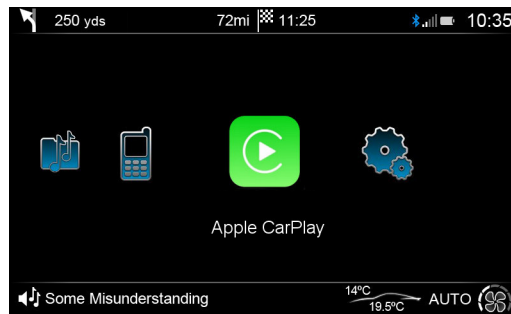 250 yds 72mi 11:25 10:35
Apple CarPlay
Some Misunderstanding 14ºC 19.5ºC AUTO